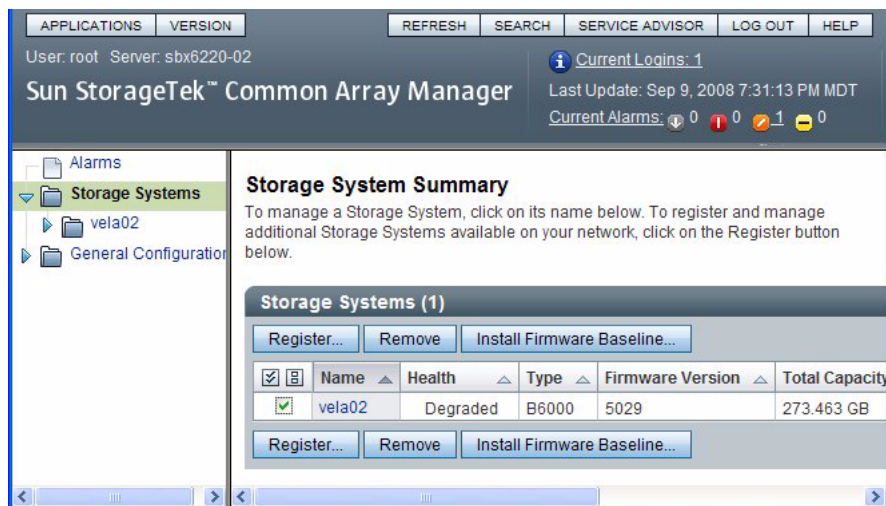 APPLICATIONS VERSION REFRESH SEARCH SERVICE ADVISOR LOG OUT HELP
User: root Server: sbx6220-02
Sun StorageTek™ Common Array Manager
Current Logins: 1
Last Update: Sep 9, 2008 7:31:13 PM MDT
Current Alarms: 0 0 1 0
Alarms
Storage Systems
vela02
General Configuration
Storage System Summary
To manage a Storage System, click on its name below. To register and manage
additional Storage Systems available on your network, click on the Register button
below.
Storage Systems (1)
Register... Remove Install Firmware Baseline...
Name Health Type Firmware Version Total Capacity
vela02 Degraded B6000 5029 273.463 GB
Register... Remove Install Firmware Baseline...